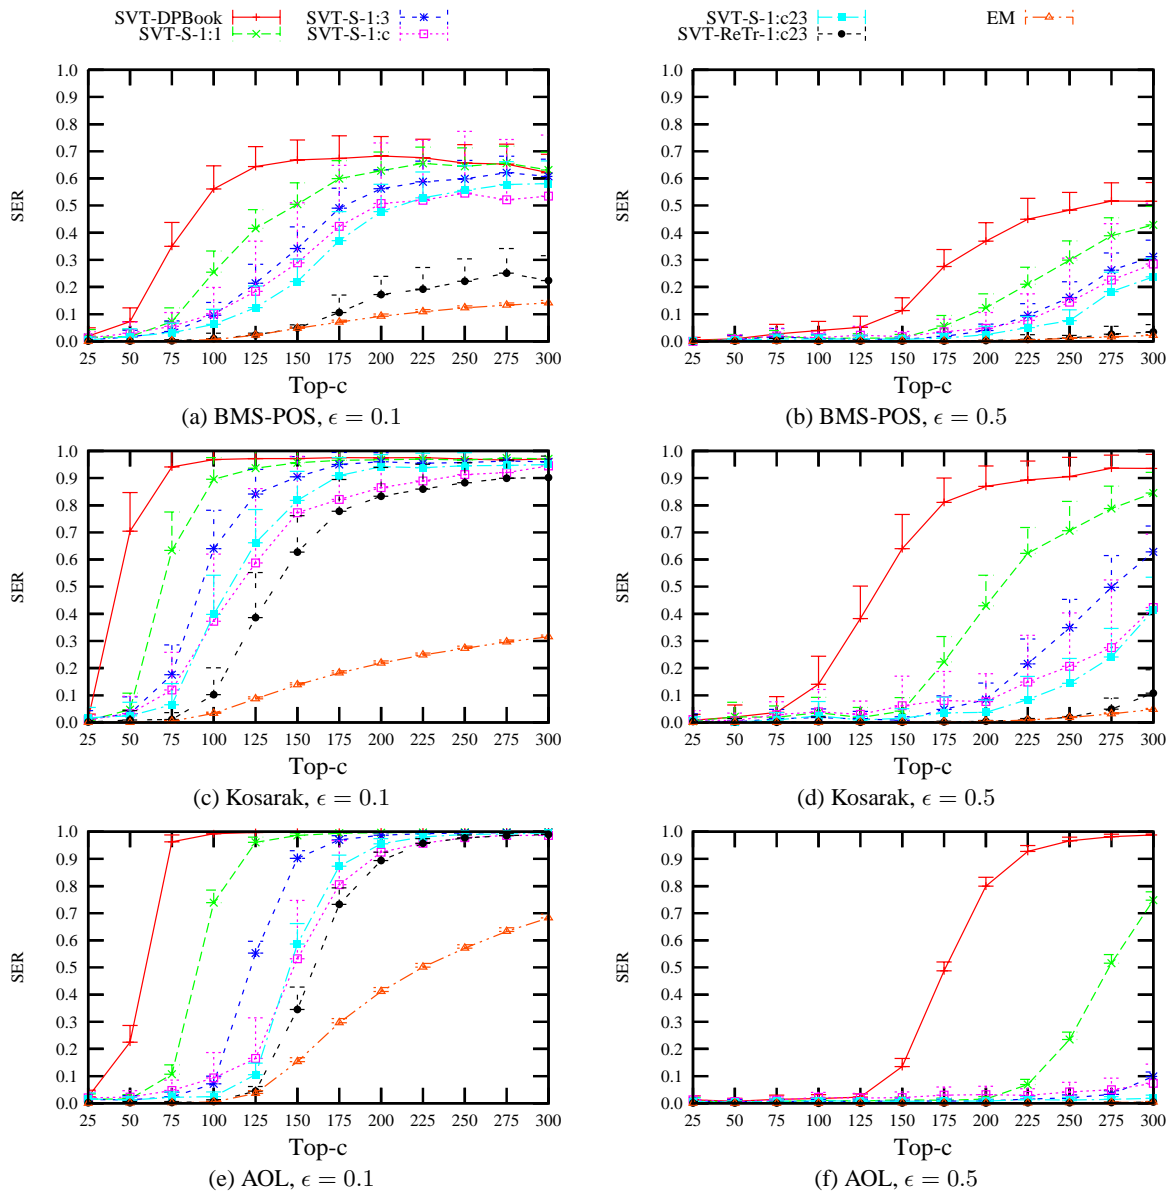 SVT-DPBook SVT-S-1:3 SVT-S-1:c23 EM
SVT-S-1:1 SVT-S-1:c SVT-ReTr-1:c23
1.0
0.9
0.8
0.7
0.6
0.5
0.4
0.3
0.2
0.1
0.0
SER
25 50 75 100 125 150 175 200 225 250 275 300
Top-c
(a) BMS-POS, ϵ = 0.1
1.0
0.9
0.8
0.7
0.6
0.5
0.4
0.3
0.2
0.1
0.0
SER
25 50 75 100 125 150 175 200 225 250 275 300
Top-c
(b) BMS-POS, ϵ = 0.5
1.0
0.9
0.8
0.7
0.6
0.5
0.4
0.3
0.2
0.1
0.0
SER
25 50 75 100 125 150 175 200 225 250 275 300
Top-c
(c) Kosarak, ϵ = 0.1
1.0
0.9
0.8
0.7
0.6
0.5
0.4
0.3
0.2
0.1
0.0
SER
25 50 75 100 125 150 175 200 225 250 275 300
Top-c
(d) Kosarak, ϵ = 0.5
1.0
0.9
0.8
0.7
0.6
0.5
0.4
0.3
0.2
0.1
0.0
SER
25 50 75 100 125 150 175 200 225 250 275 300
Top-c
(e) AOL, ϵ = 0.1
1.0
0.9
0.8
0.7
0.6
0.5
0.4
0.3
0.2
0.1
0.0
SER
25 50 75 100 125 150 175 200 225 250 275 300
Top-c
(f) AOL, ϵ = 0.5